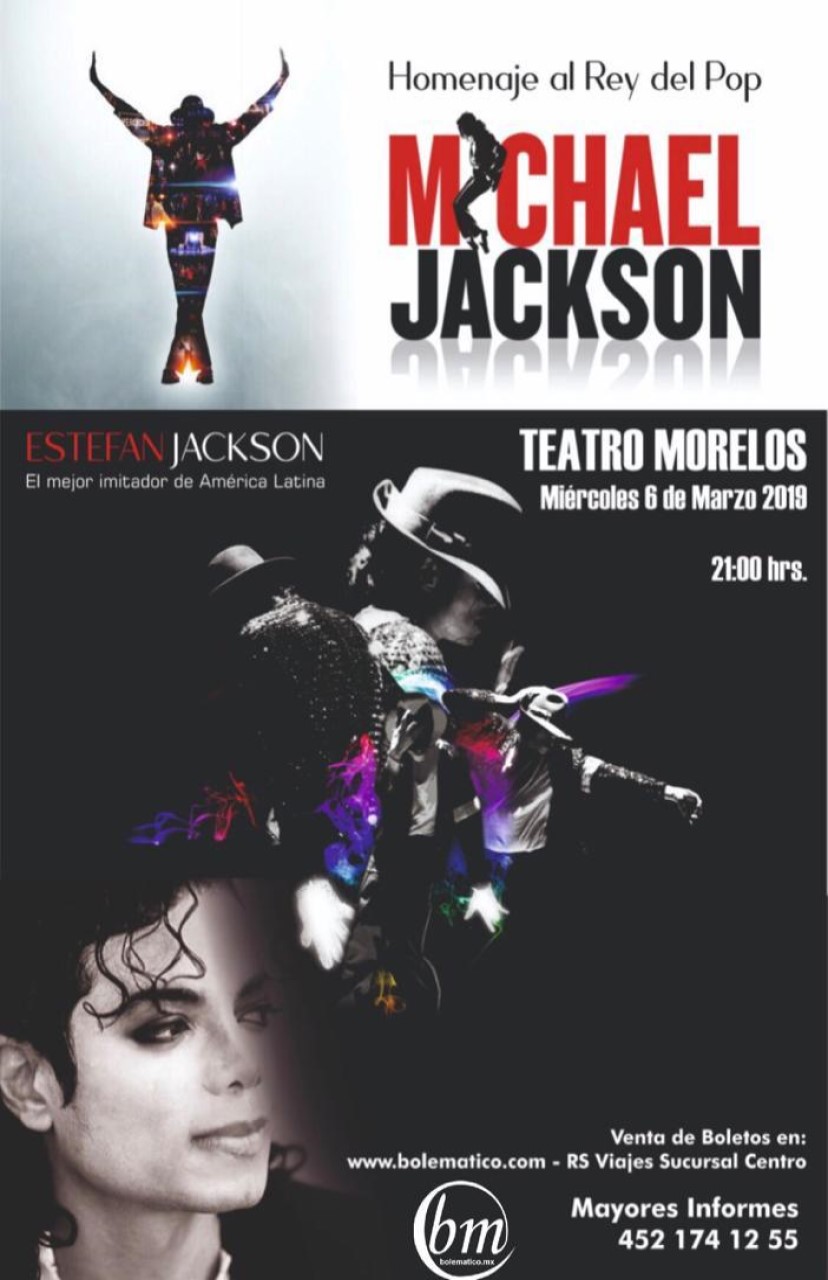 Homenaje al Rey del Pop
MICHAEL
JACKSON
ESTEFAN JACKSON
El mejor imitador de América Latina
TEATRO MORELOS
Miércoles 6 de Marzo 2019
21:00 hrs.
Venta de Boletos en:
www.bolematico.com - RS Viajes Sucursal Centro
Mayores Informes
452 174 12 55
bm
bolematico.mx